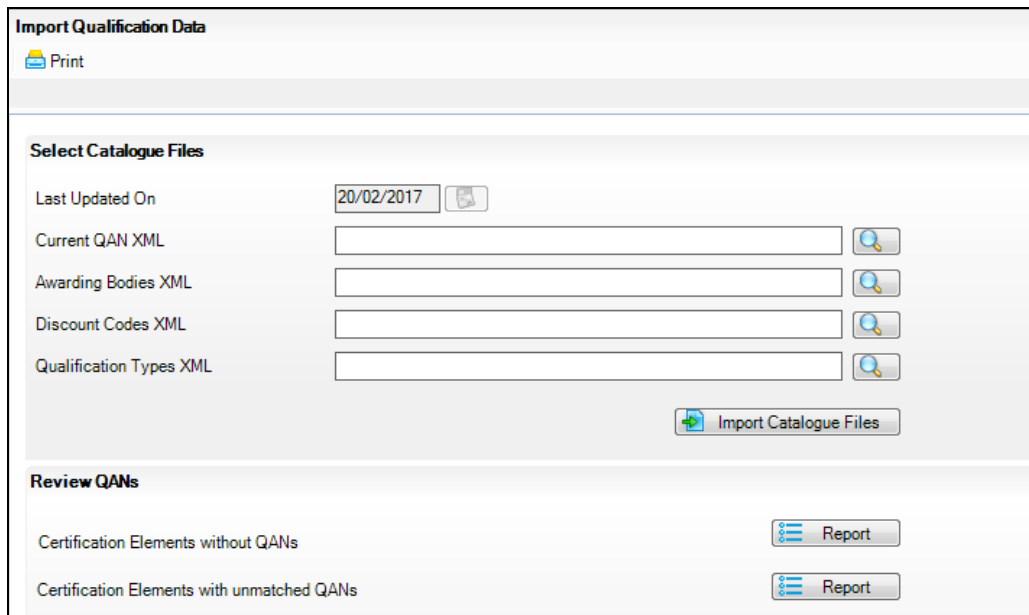 Import Qualification Data
Print
Select Catalogue Files
Last Updated On 20/02/2017
Current QAN XML
Awarding Bodies XML
Discount Codes XML
Qualification Types XML
Import Catalogue Files
Review QANs
Certification Elements without QANs Report
Certification Elements with unmatched QANs Report